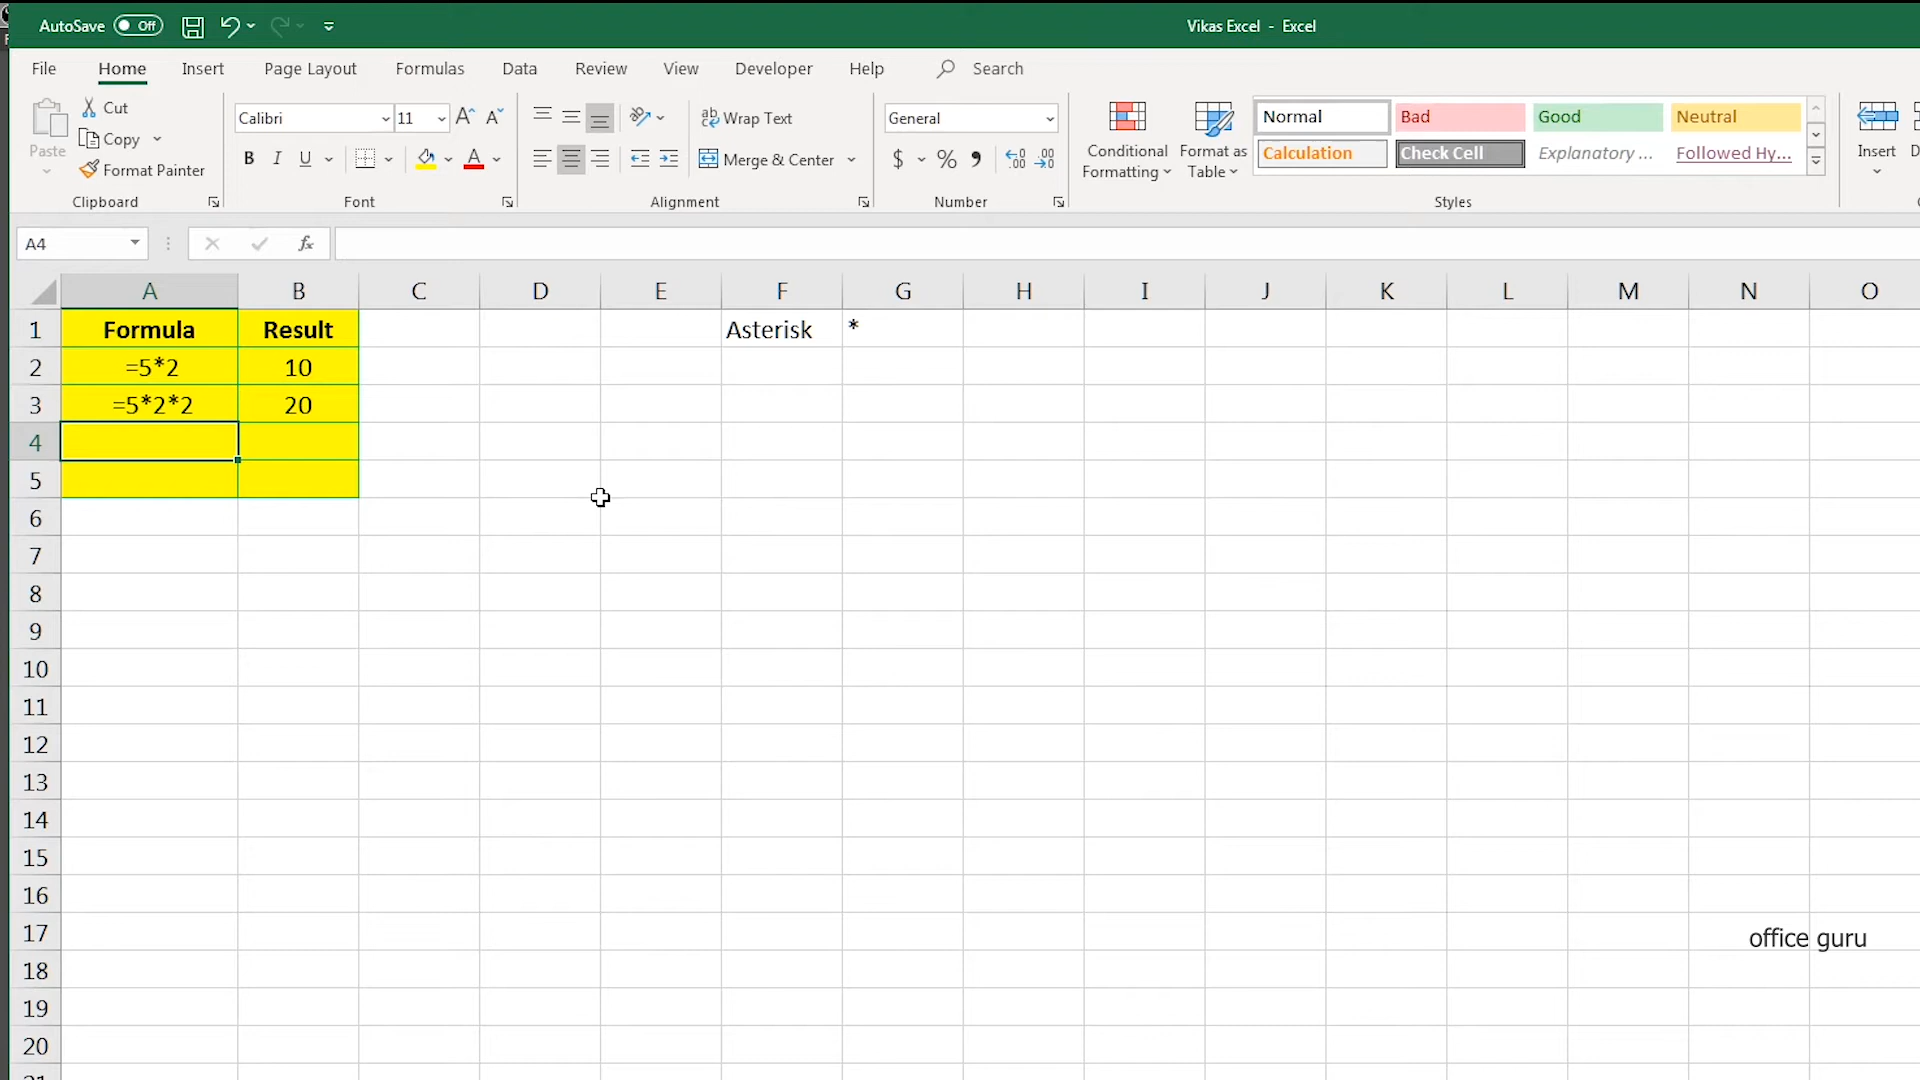 AutoSave Off
Vikas Excel - Excel
File Home Insert Page Layout Formulas Data Review View Developer Help Search
Paste
Cut
Copy
Format Painter
Clipboard
Calibri 11
B I U A
Font
Wrap Text
Merge & Center
Alignment
General
$ % ,
Number
Conditional
Formatting
Format as
Table
Normal Bad Good Neutral
Calculation Check Cell Explanatory ... Followed Hy...
Styles
Insert
A4 fx
A B C D E F G H I J K L M N O
1 Formula Result Asterisk *
2 =5*2 10
3 =5*2*2 20
4
5
6
7
8
9
10
11
12
13
14
15
16
17
office guru
18
19
20